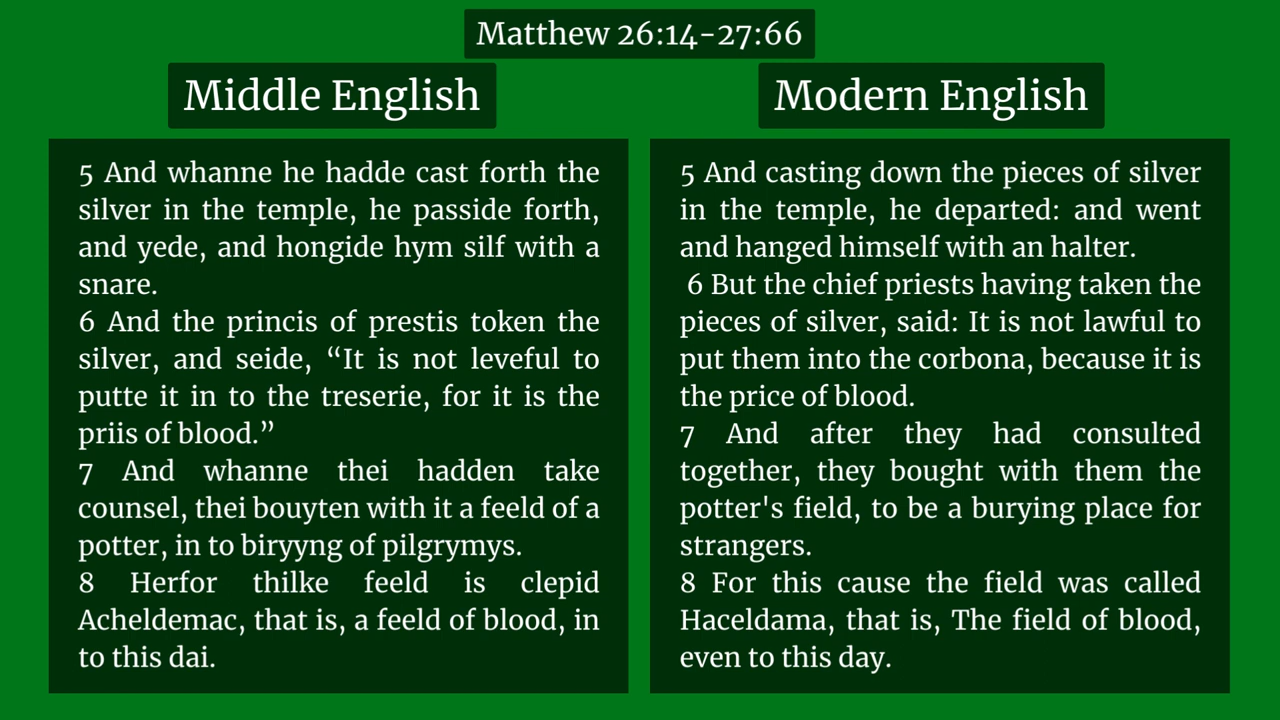 Matthew 26:14-27:66
Middle English
5 And whanne he hadde cast forth the
silver in the temple, he passide forth,
and yede, and hongide hym silf with a
snare.
6 And the princis of prestis token the
silver, and seide, “It is not leveful to
putte it in to the treserie, for it is the
priis of blood.”
7 And whanne thei hadden take
counsel, thei bouyten with it a feeld of a
potter, in to biryyng of pilgrymys.
8 Herfor thilke feeld is clepid
Acheldemac, that is, a feeld of blood, in
to this dai.
Modern English
5 And casting down the pieces of silver
in the temple, he departed: and went
and hanged himself with an halter.
6 But the chief priests having taken the
pieces of silver, said: It is not lawful to
put them into the corbona, because it is
the price of blood.
7 And after they had consulted
together, they bought with them the
potter's field, to be a burying place for
strangers.
8 For this cause the field was called
Haceldama, that is, The field of blood,
even to this day.